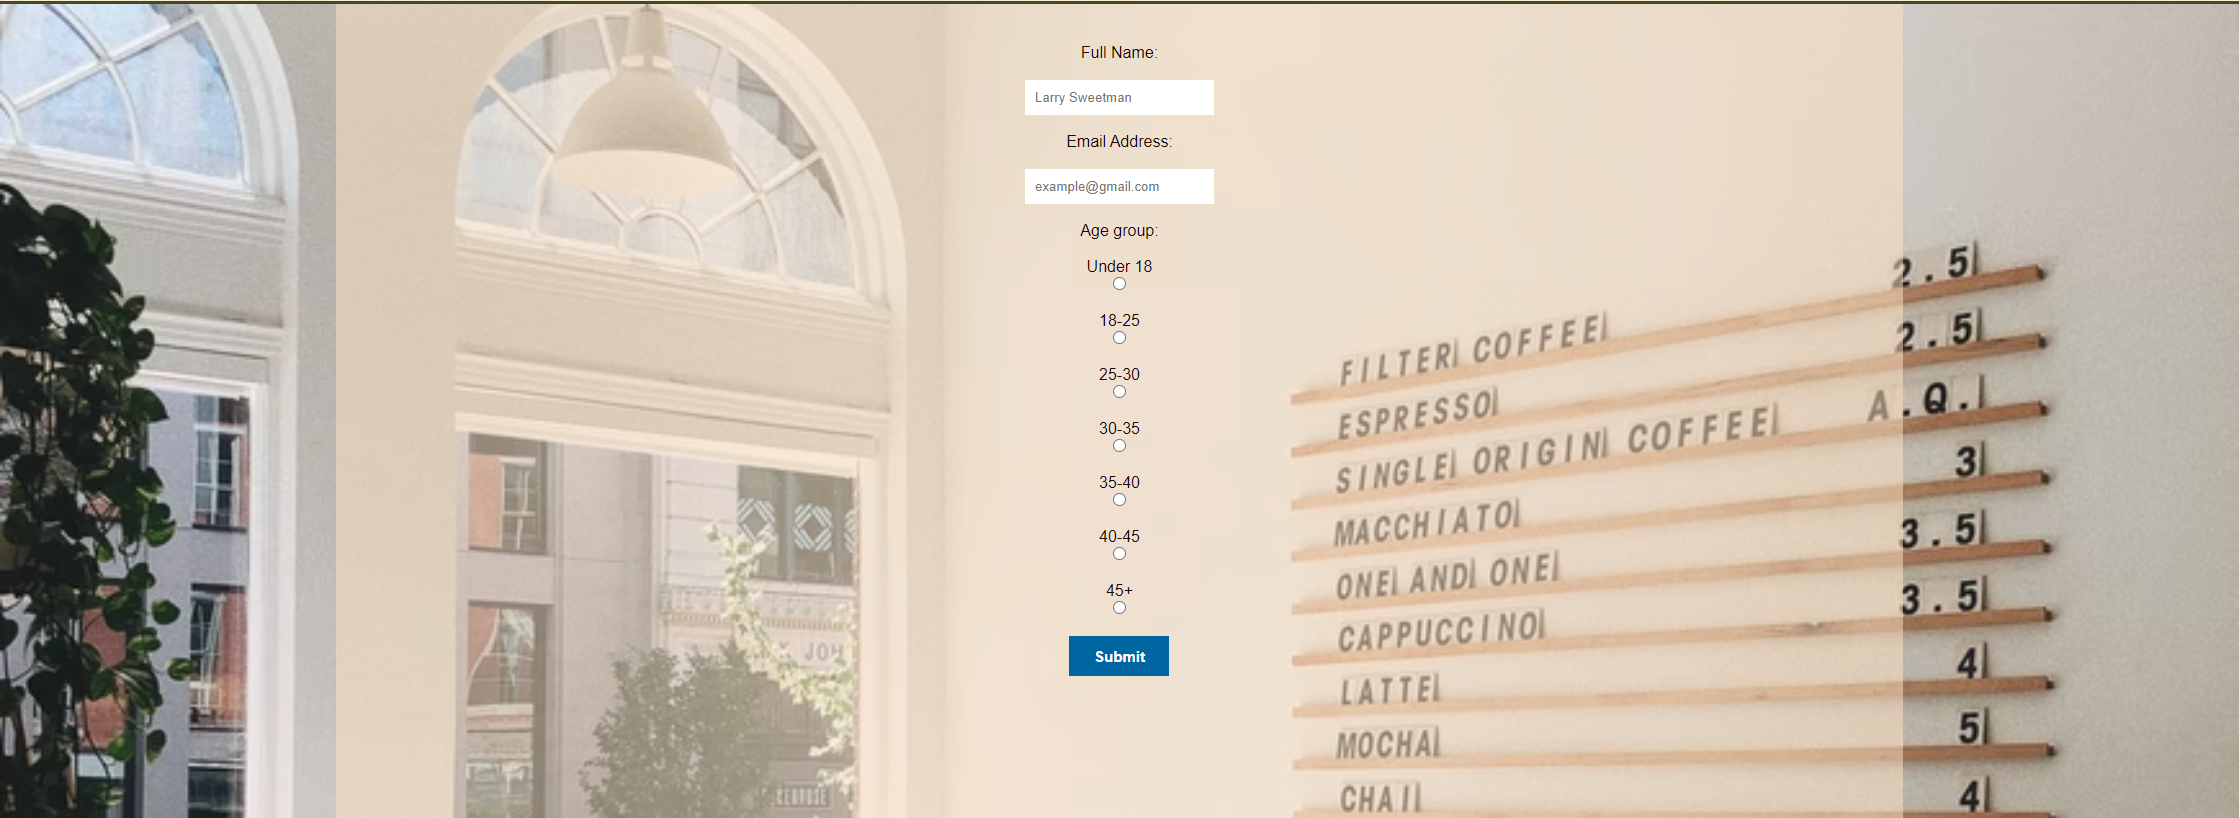 Full Name:
Larry Sweetman
Email Address:
example@gmail.com
Age group:
Under 18
18-25
25-30
30-35
35-40
40-45
45+
Submit
FILTER COFFEE 2.5
ESPRESSO 2.5
SINGLE ORIGIN COFFEE A.Q.
MACCHIATO 3
ONE AND ONE 3.5
CAPPUCCINO 3.5
LATTE 4
MOCHA 5
CHAI 4